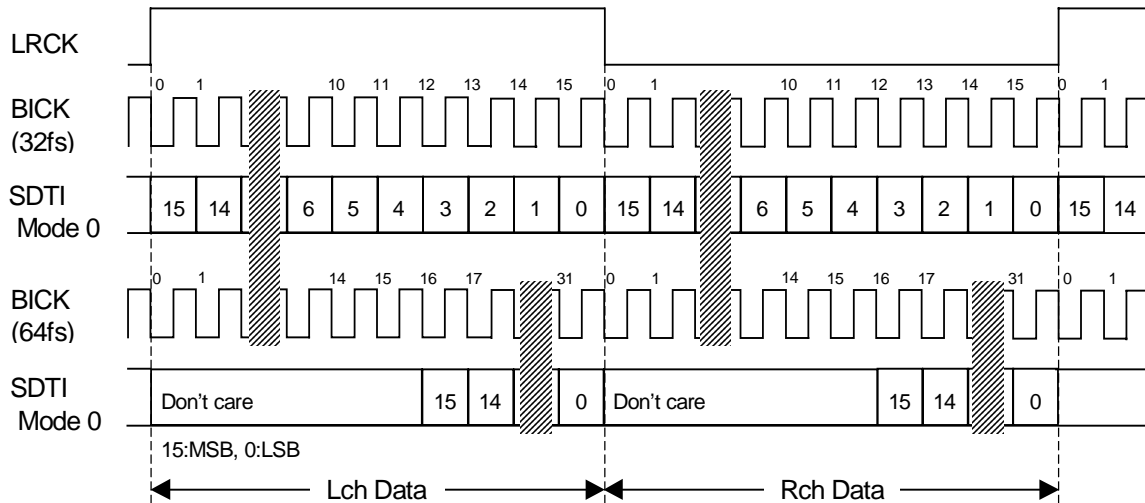 LRCK
0 1 10 11 12 13 14 15 0 1 10 11 12 13 14 15 0 1
BICK
(32fs)
SDTI
Mode 0
15 14 6 5 4 3 2 1 0 15 14 6 5 4 3 2 1 0 15 14
0 1 14 15 16 17 31 0 1 14 15 16 17 31 0 1
BICK
(64fs)
SDTI
Mode 0
Don't care 15 14 0 Don't care 15 14 0
15:MSB, 0:LSB
Lch Data Rch Data